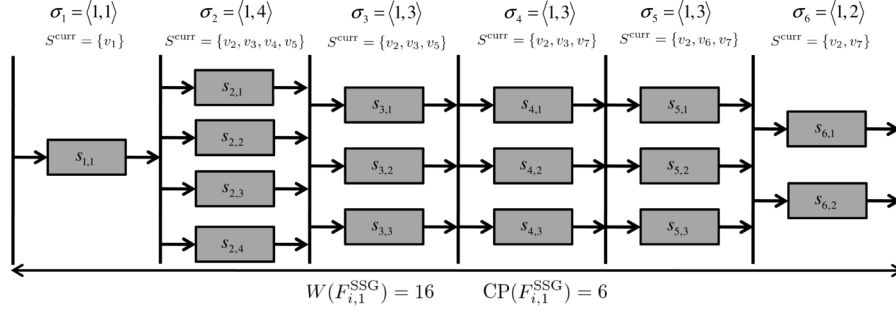 σ₁ = ⟨1,1⟩ σ₂ = ⟨1,4⟩ σ₃ = ⟨1,3⟩ σ₄ = ⟨1,3⟩ σ₅ = ⟨1,3⟩ σ₆ = ⟨1,2⟩
S^curr = {v₁} S^curr = {v₂, v₃, v₄, v₅} S^curr = {v₂, v₃, v₅} S^curr = {v₂, v₃, v₇} S^curr = {v₂, v₆, v₇} S^curr = {v₂, v₇}
s₂,₁
s₃,₁ s₄,₁ s₅,₁
s₆,₁
s₂,₂
s₁,₁
s₃,₂ s₄,₂ s₅,₂
s₂,₃
s₆,₂
s₃,₃ s₄,₃ s₅,₃
s₂,₄
W(F_{i,1}^{SSG}) = 16 CP(F_{i,1}^{SSG}) = 6